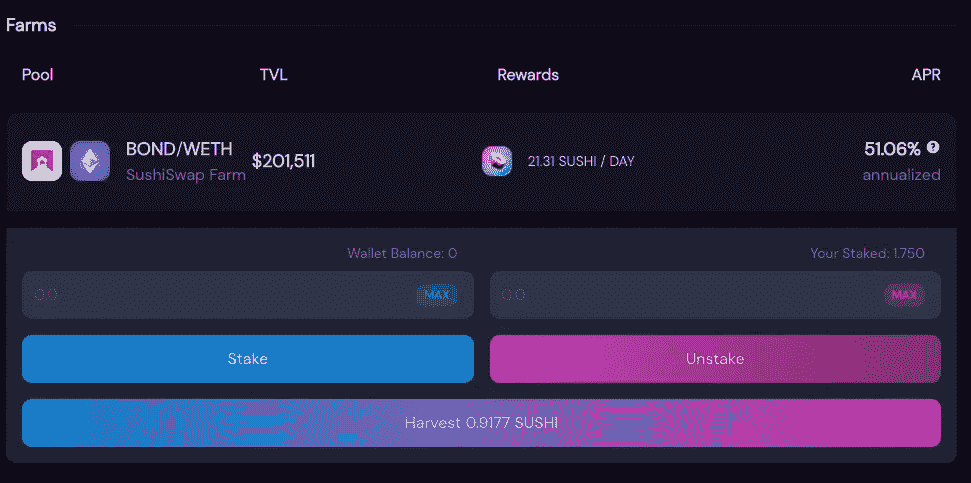 Farms
Pool TVL Rewards APR
BOND/WETH $201,511 21.31 SUSHI / DAY 51.06% ?
SushiSwap Farm annualized
Wallet Balance: 0 Your Staked: 1.750
0.0 MAX 0.0 MAX
Stake Unstake
Harvest 0.9177 SUSHI